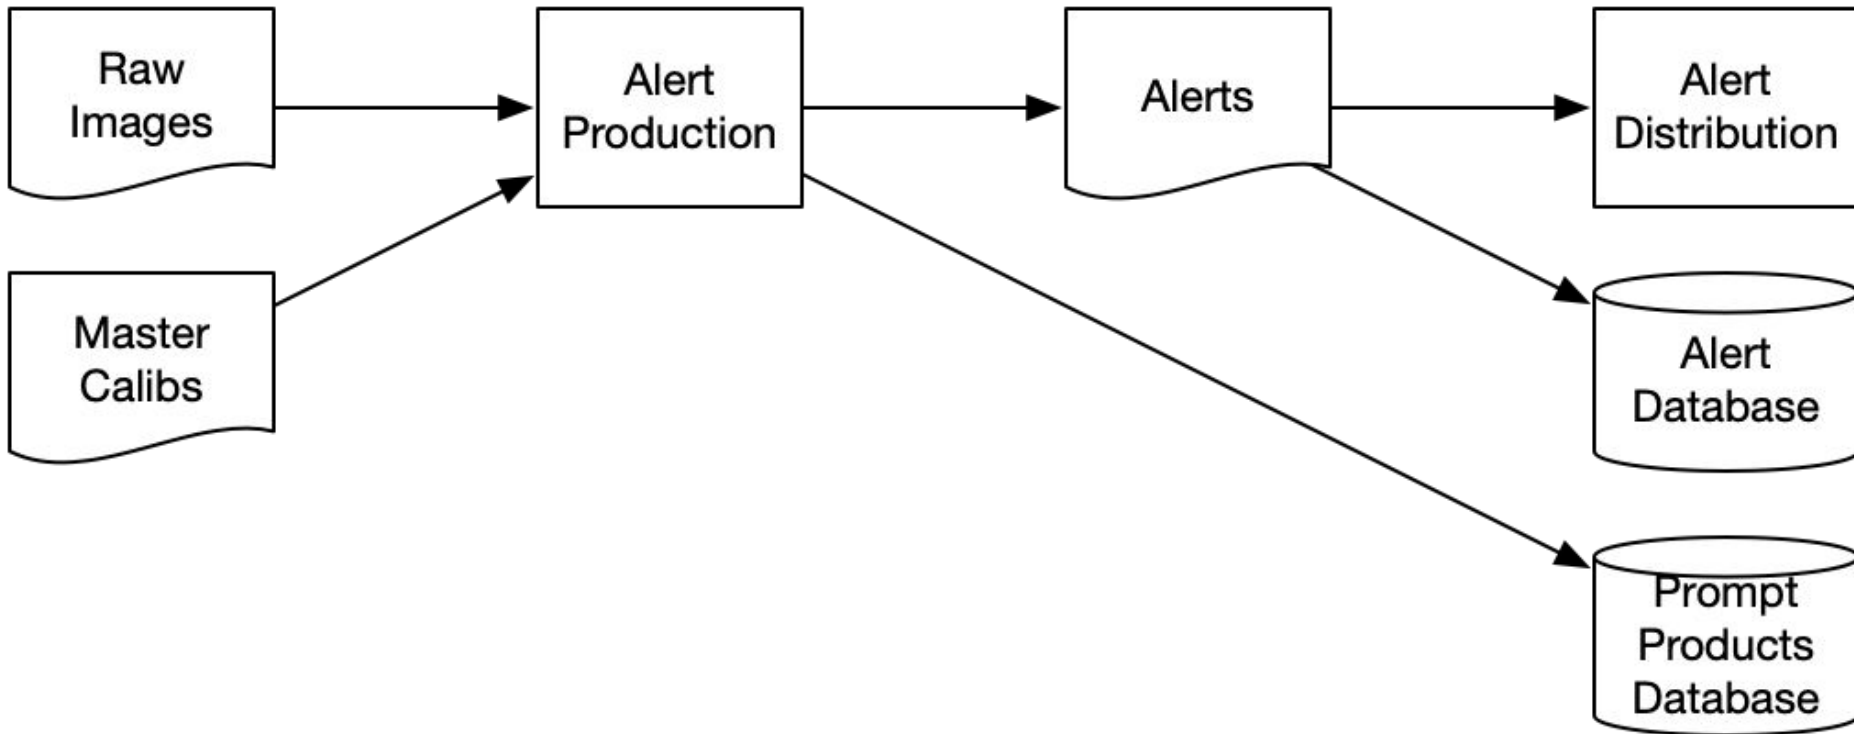 Raw
Images
Alert
Production
Alerts
Alert
Distribution
Master
Calibs
Alert
Database
Prompt
Products
Database